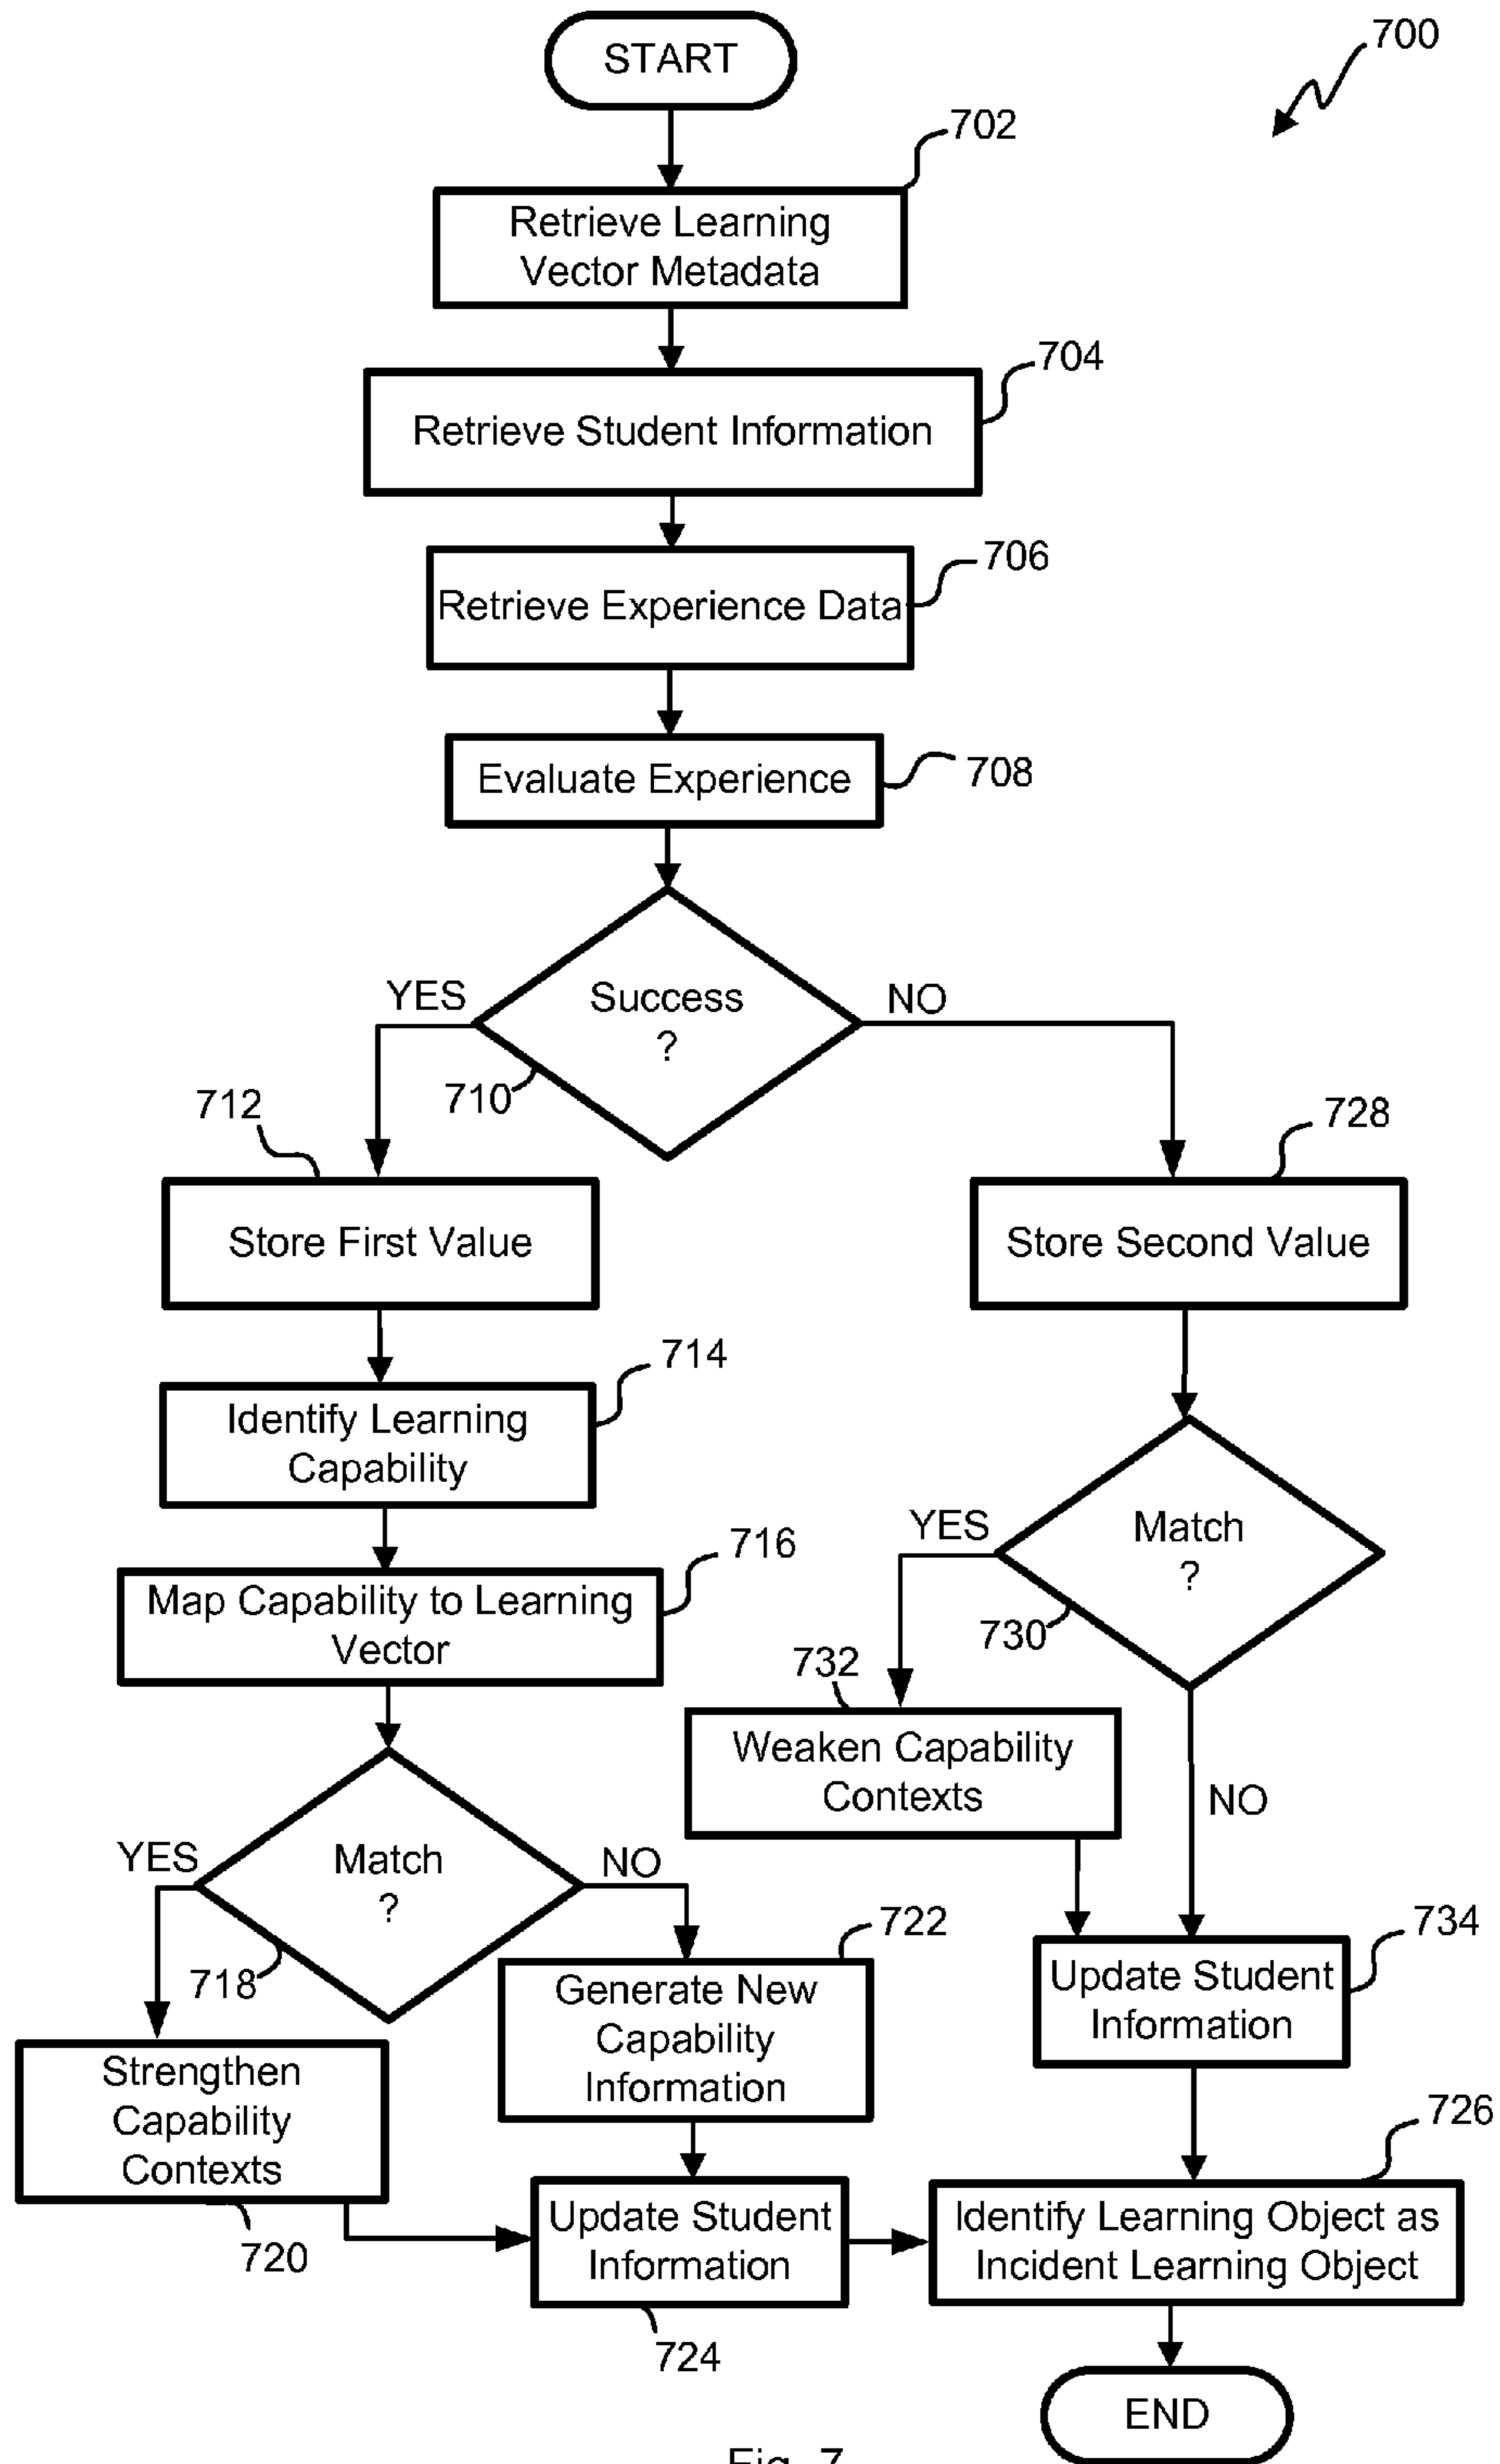 START
700
702
Retrieve Learning
Vector Metadata
704
Retrieve Student Information
706
Retrieve Experience Data
Evaluate Experience
708
YES
Success
?
NO
710
712
728
Store First Value
Store Second Value
714
Identify Learning
Capability
YES
Match
?
730
716
Map Capability to Learning
Vector
732
Weaken Capability
Contexts
NO
YES
Match
?
NO
718
722
734
Generate New
Capability
Information
Update Student
Information
Strengthen
Capability
Contexts
720
726
Update Student
Information
Identify Learning Object as
Incident Learning Object
724
END
Fig. 7